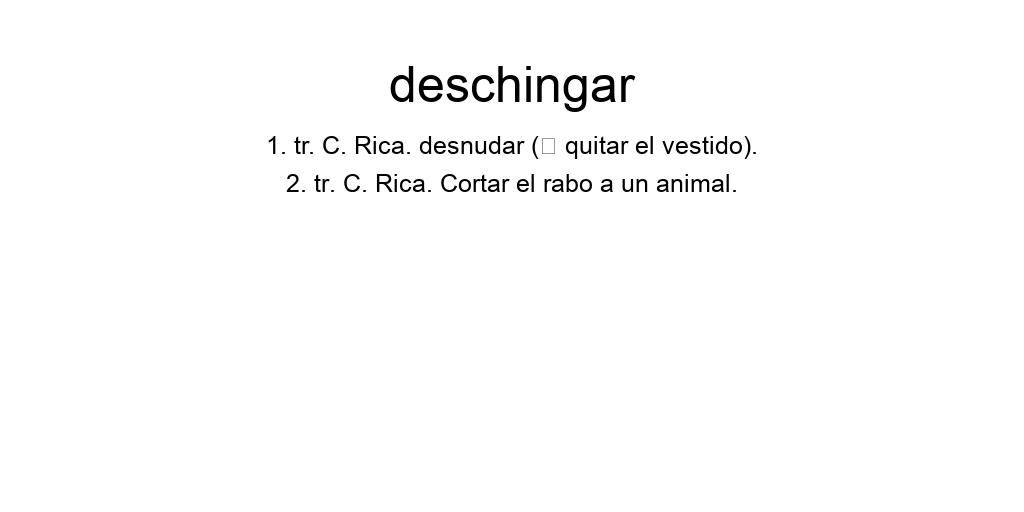 deschingar
1. tr. C. Rica. desnudar (□ quitar el vestido).
2. tr. C. Rica. Cortar el rabo a un animal.